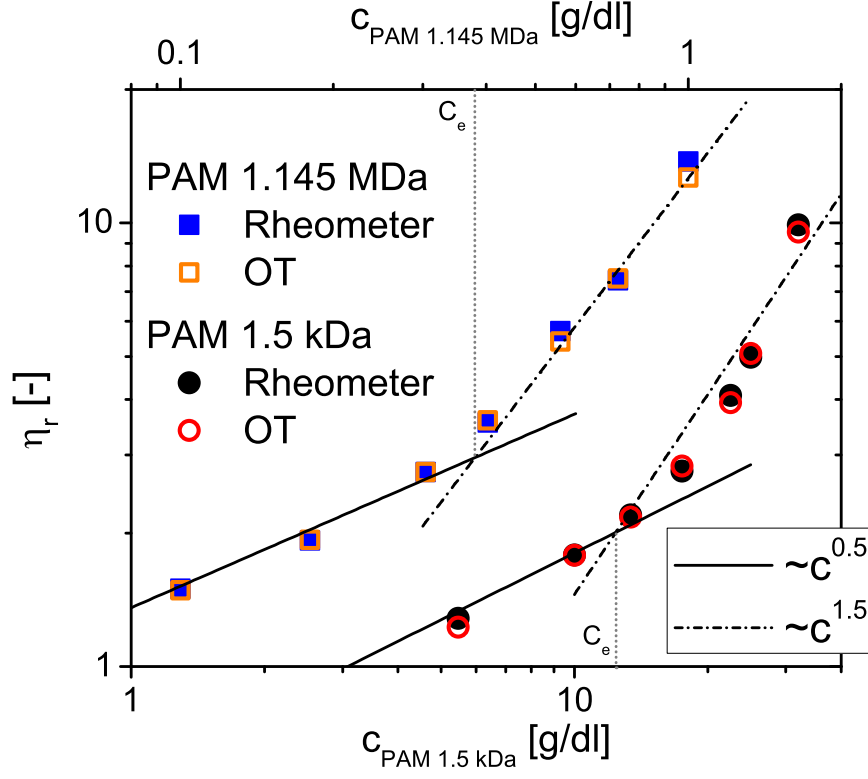 c_PAM 1.145 MDa [g/dl]
0.1 1
C_e
PAM 1.145 MDa
Rheometer
OT
PAM 1.5 kDa
Rheometer
OT
10
1
η_r [-]
C_e
~c^0.5
~c^1.5
1 10
c_PAM 1.5 kDa [g/dl]